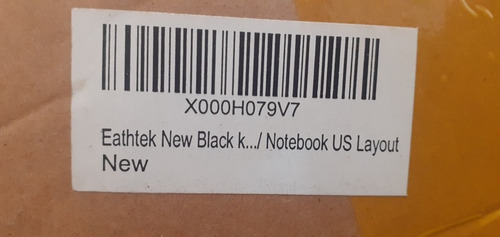 X000H079V7
Eathtek New Black k.../ Notebook US Layout
New